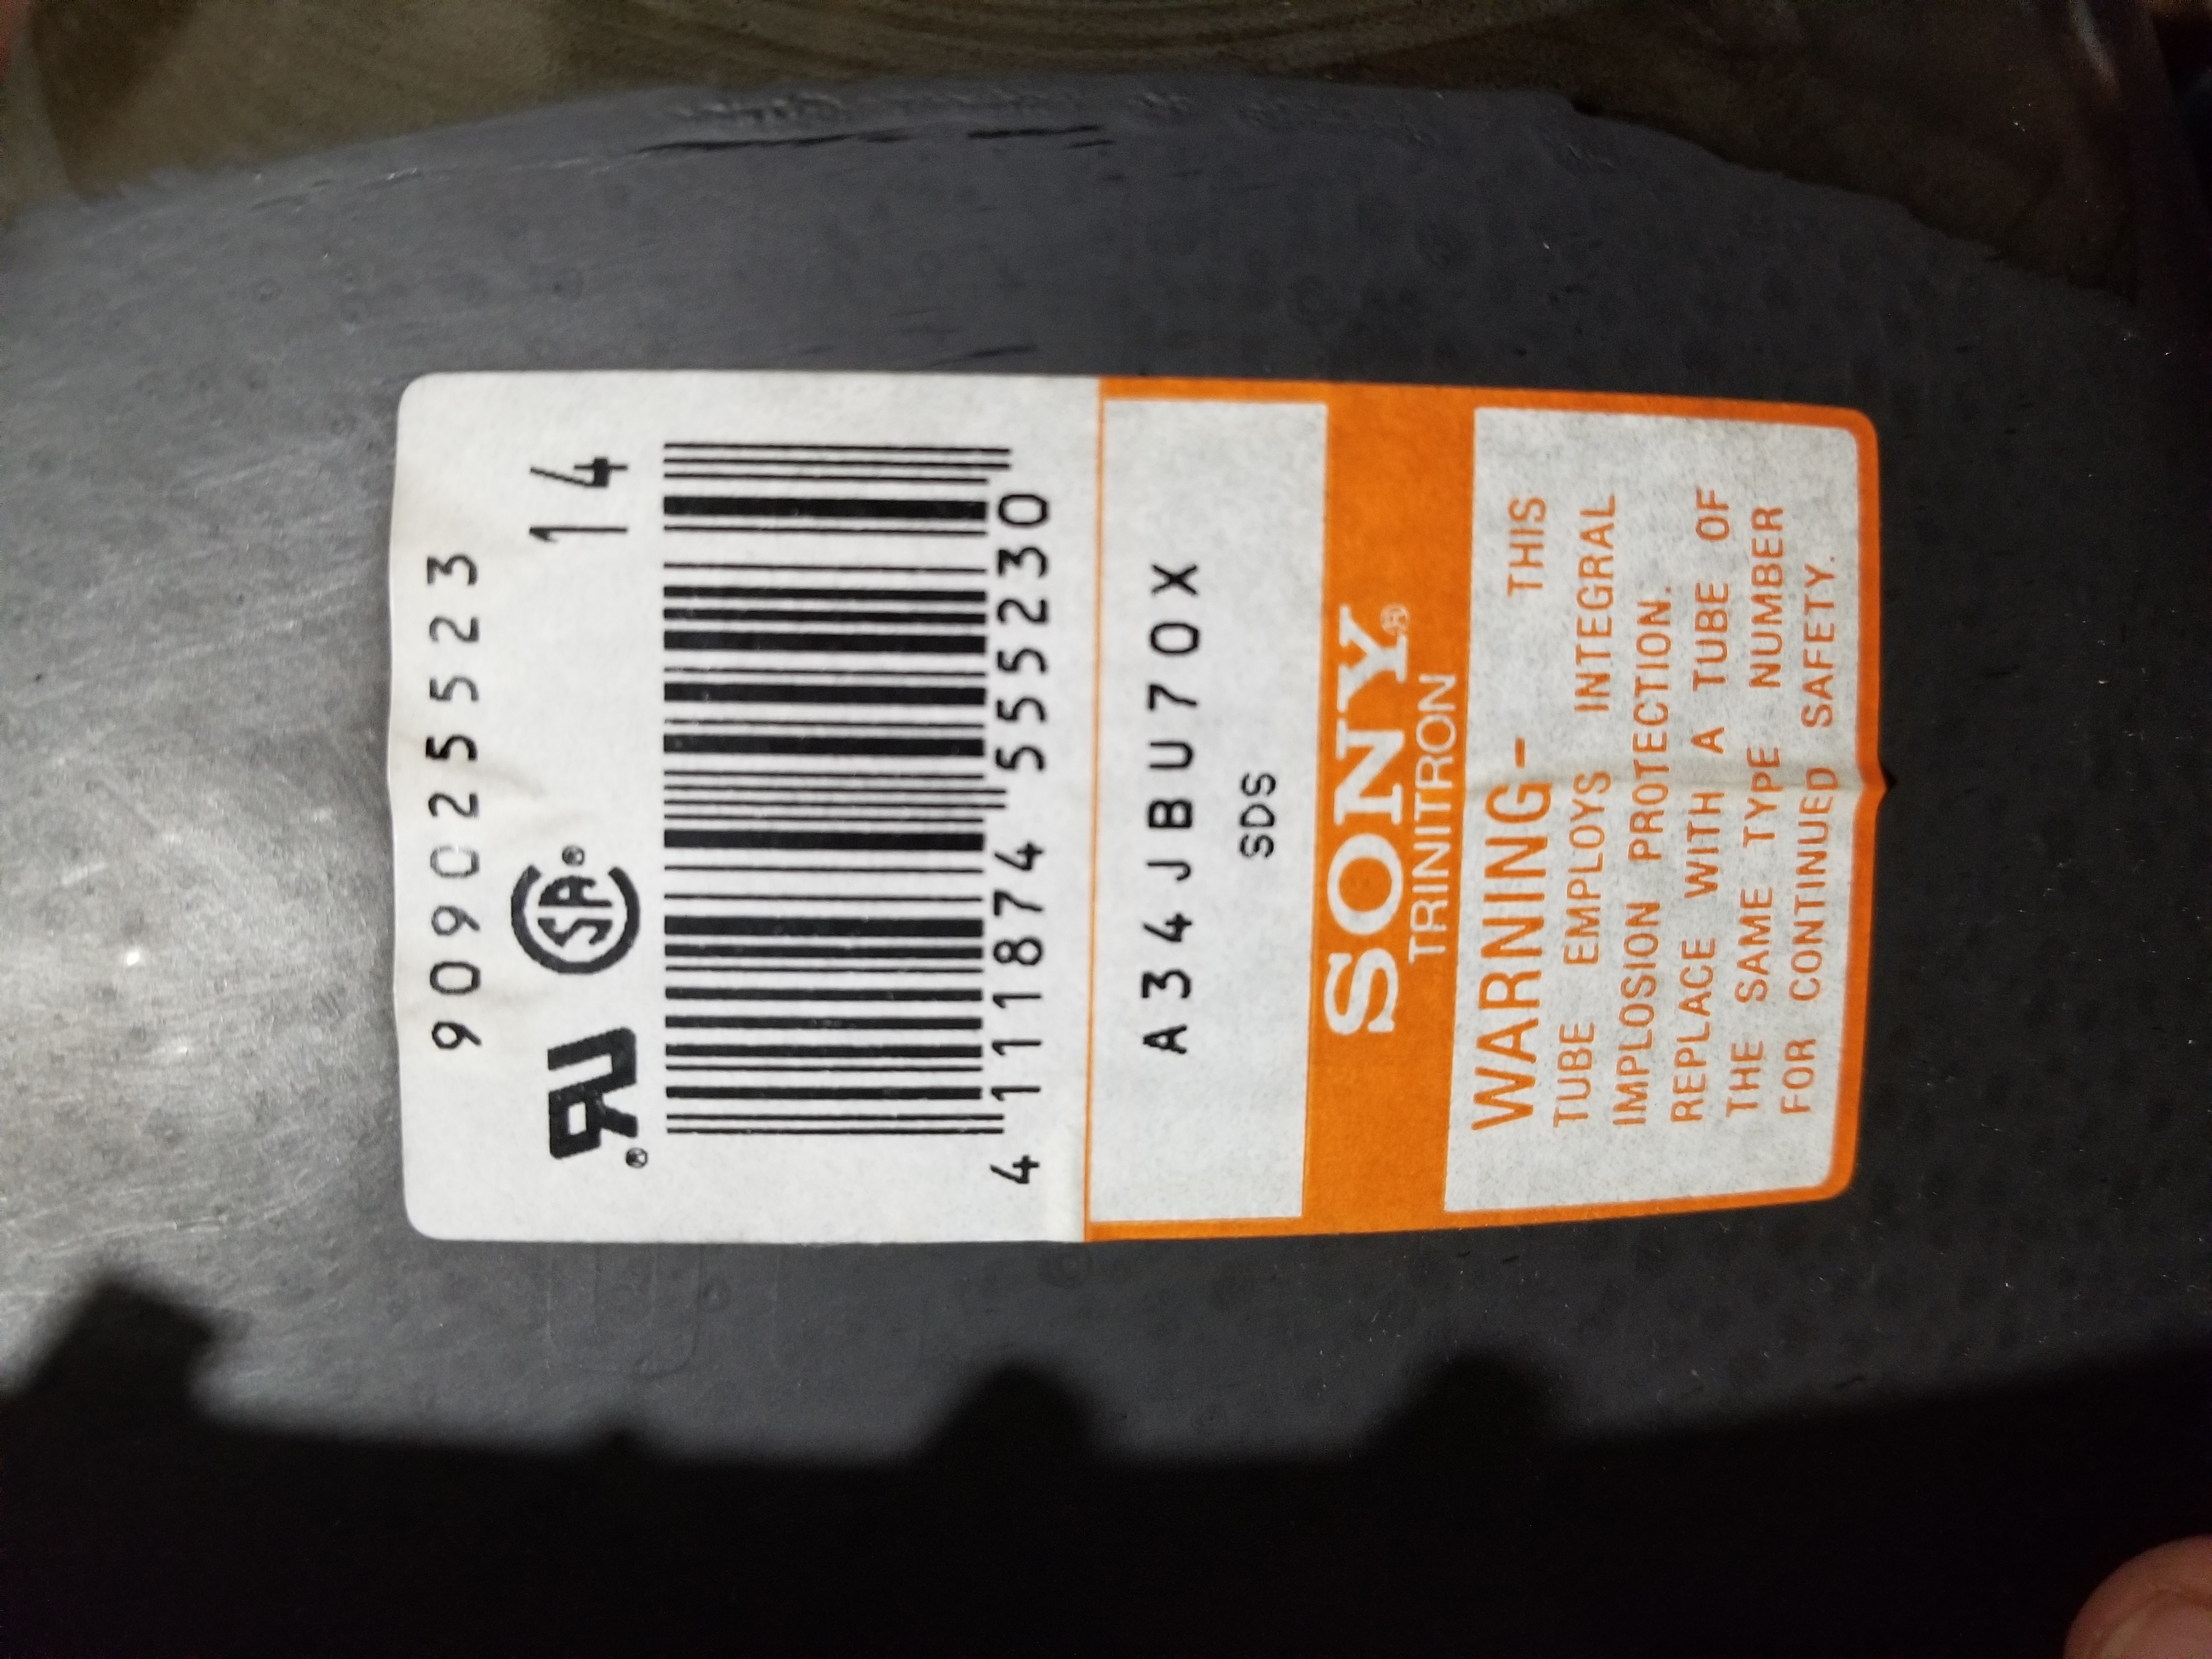 9090255523
14
4 111874 555230
A34JBU70X
SDS
SONY®
TRINITRON
WARNING- THIS
TUBE EMPLOYS INTEGRAL
IMPLOSION PROTECTION.
REPLACE WITH A TUBE OF
THE SAME TYPE NUMBER
FOR CONTINUED SAFETY.